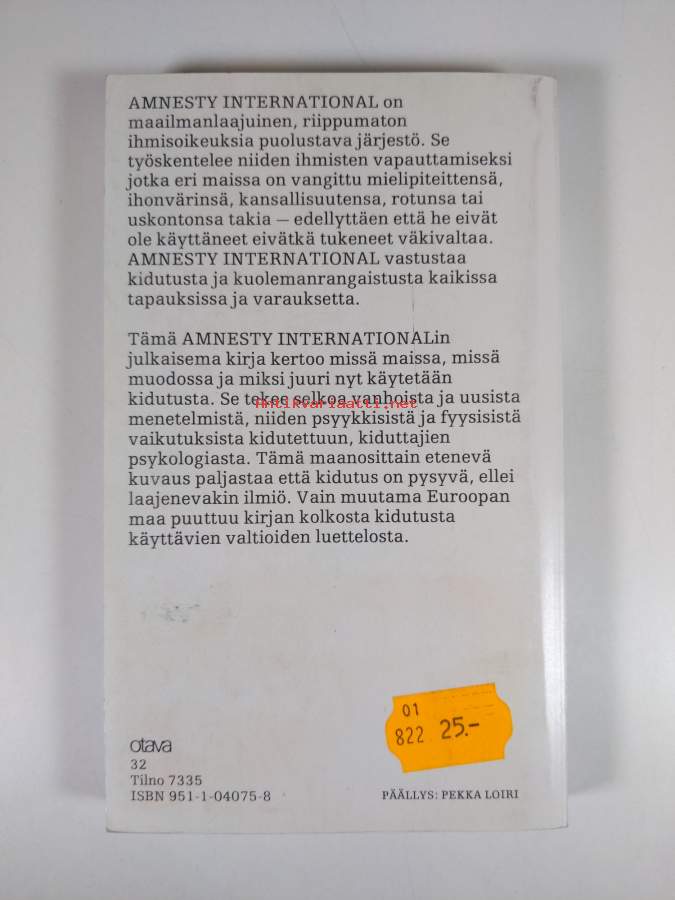 AMNESTY INTERNATIONAL on
maailmanlaajuinen, riippumaton
ihmisoikeuksia puolustava järjestö. Se
työskentelee niiden ihmisten vapauttamiseksi
jotka eri maissa on vangittu mielipiteittensä,
ihonvärinsä, kansallisuutensa, rotunsa tai
uskontonsa takia — edellyttäen että he eivät
ole käyttäneet eivätkä tukeneet väkivaltaa.
AMNESTY INTERNATIONAL vastustaa
kidutusta ja kuolemanrangaistusta kaikissa
tapauksissa ja varauksetta.
Tämä AMNESTY INTERNATIONALin
julkaisema kirja kertoo missä maissa, missä
muodossa ja miksi juuri nyt käytetään
kidutusta. Se tekee selkoa vanhoista ja uusista
Antikvariaatti.net
menetelmistä, niiden psyykkisistä ja fyysisistä
vaikutuksista kidutettuun, kiduttajien
psykologiasta. Tämä maanosittain etenevä
kuvaus paljastaa että kidutus on pysyvä, ellei
laajenevakin ilmiö. Vain muutama Euroopan
maa puuttuu kirjan kolkosta kidutusta
käyttävien valtioiden luettelosta.
01
822 25.-
otava
32
Tilno 7335
ISBN 951-1-04075-8
PÄÄLLYS: PEKKA LOIRI